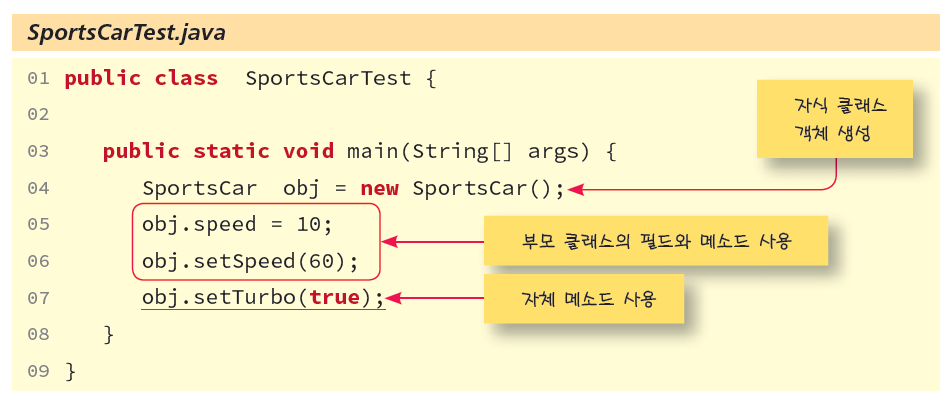 SportsCarTest.java
01 public class SportsCarTest {
02
03 public static void main(String[] args) {
04 SportsCar obj = new SportsCar();
05 obj.speed = 10;
06 obj.setSpeed(60);
07 obj.setTurbo(true);
08 }
09 }
자식 클래스
객체 생성
부모 클래스의 필드와 메소드 사용
자체 메소드 사용